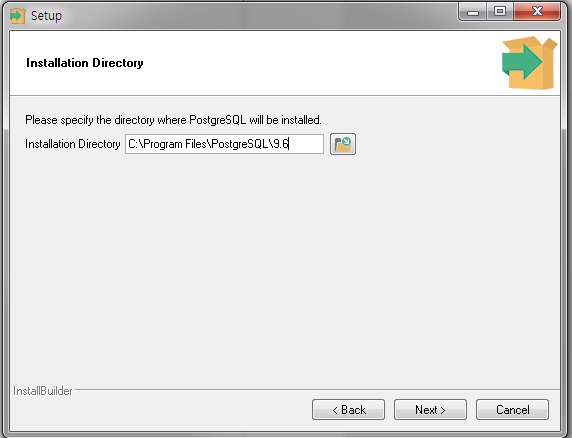 Setup
Installation Directory
Please specify the directory where PostgreSQL will be installed.
Installation Directory C:\Program Files\PostgreSQL\9.6
InstallBuilder
< Back Next > Cancel